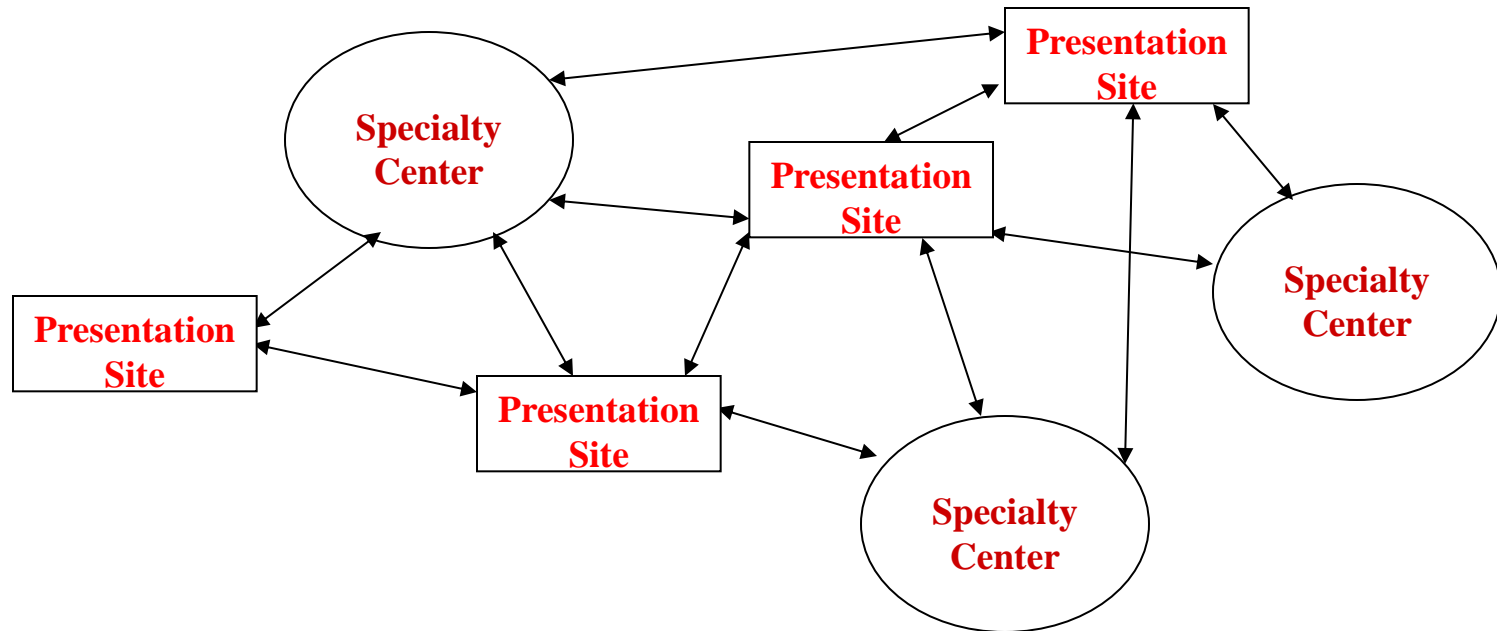 Presentation
Site
Specialty
Center
Presentation
Site
Specialty
Center
Presentation
Site
Presentation
Site
Specialty
Center